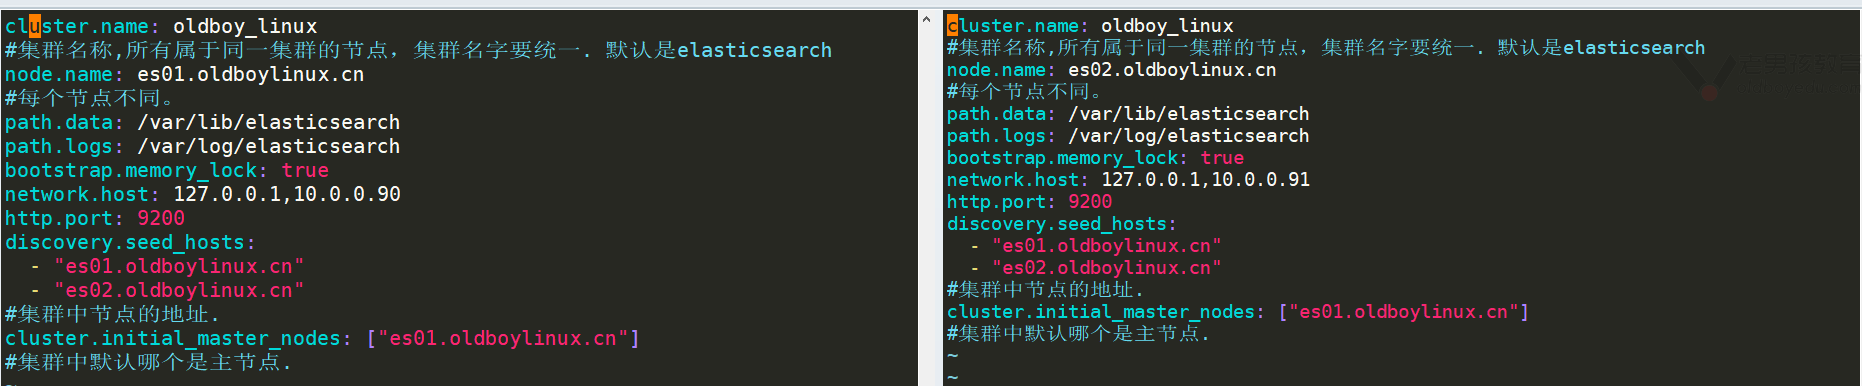 cluster.name: oldboy_linux
#集群名称,所有属于同一集群的节点，集群名字要统一. 默认是elasticsearch
node.name: es01.oldboylinux.cn
#每个节点不同。
path.data: /var/lib/elasticsearch
path.logs: /var/log/elasticsearch
bootstrap.memory_lock: true
network.host: 127.0.0.1,10.0.0.90
http.port: 9200
discovery.seed_hosts:
  - "es01.oldboylinux.cn"
  - "es02.oldboylinux.cn"
#集群中节点的地址.
cluster.initial_master_nodes: ["es01.oldboylinux.cn"]
#集群中默认哪个是主节点.
cluster.name: oldboy_linux
#集群名称,所有属于同一集群的节点，集群名字要统一. 默认是elasticsearch
node.name: es02.oldboylinux.cn
#每个节点不同。
path.data: /var/lib/elasticsearch
path.logs: /var/log/elasticsearch
bootstrap.memory_lock: true
network.host: 127.0.0.1,10.0.0.91
http.port: 9200
discovery.seed_hosts:
  - "es01.oldboylinux.cn"
  - "es02.oldboylinux.cn"
#集群中节点的地址.
cluster.initial_master_nodes: ["es01.oldboylinux.cn"]
#集群中默认哪个是主节点.
~
~